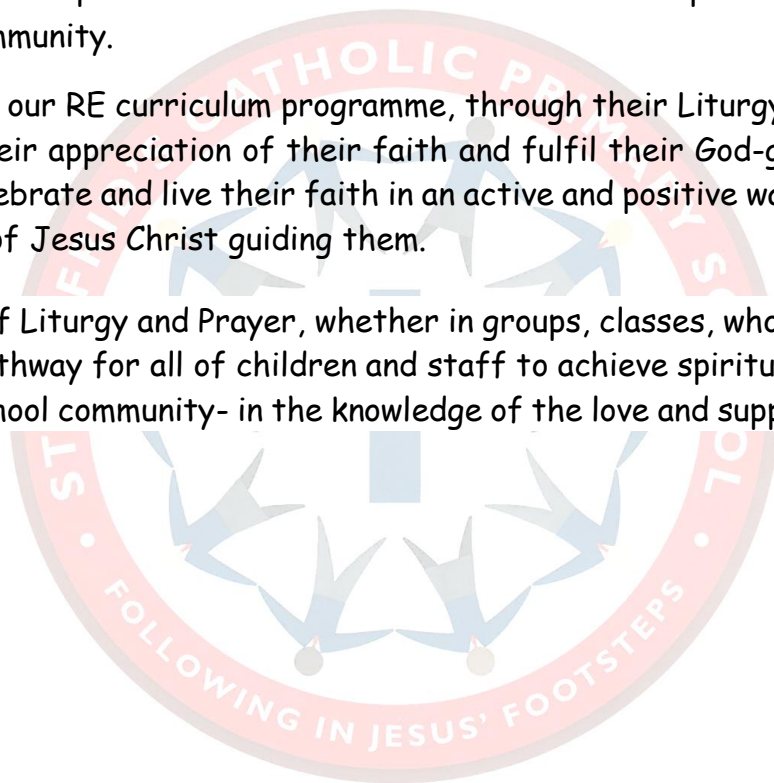 mmunity.
our RE curriculum programme, through their Liturgy
eir appreciation of their faith and fulfil their God-g
ebrate and live their faith in an active and positive wa
of Jesus Christ guiding them.
f Liturgy and Prayer, whether in groups, classes, who
thway for all of children and staff to achieve spiritu
hool community- in the knowledge of the love and supp
CATHOLIC PRIMARY
FOLLOWING IN JESUS' FOOTSTEPS